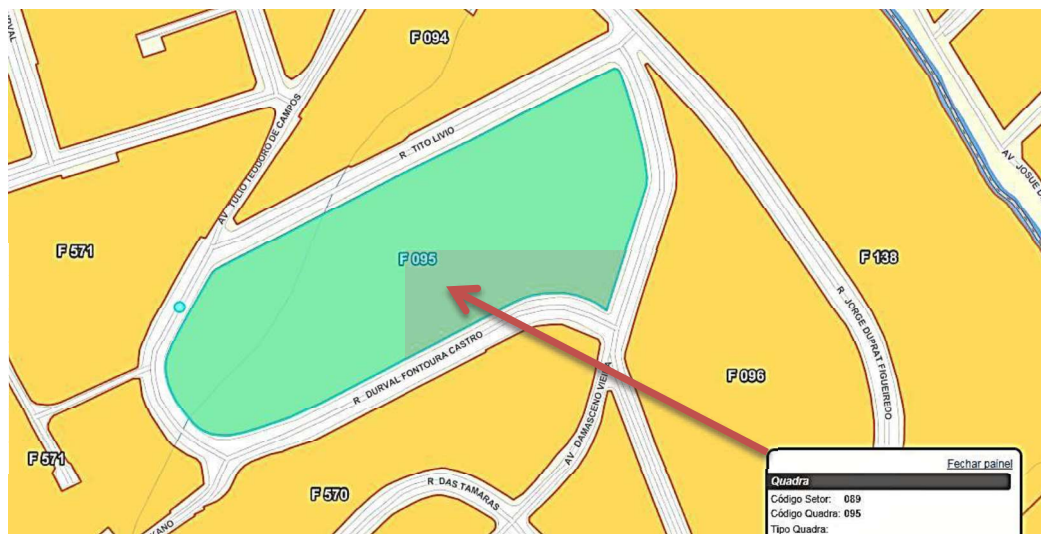 F 094
AV TULIO TEODORO DE CAMPOS
R TITO LIVIO
AV JOSUE D
F 571
F 095
F 138
R JORGE DUPRAT FIGUEIREDO
R DURVAL FONTOURA CASTRO
F 096
AV DAMASCENO VIEIRA
F 571
F 570
R DAS TAMARAS
Fechar painel
Quadra
Código Setor: 089
Código Quadra: 095
Tipo Quadra: